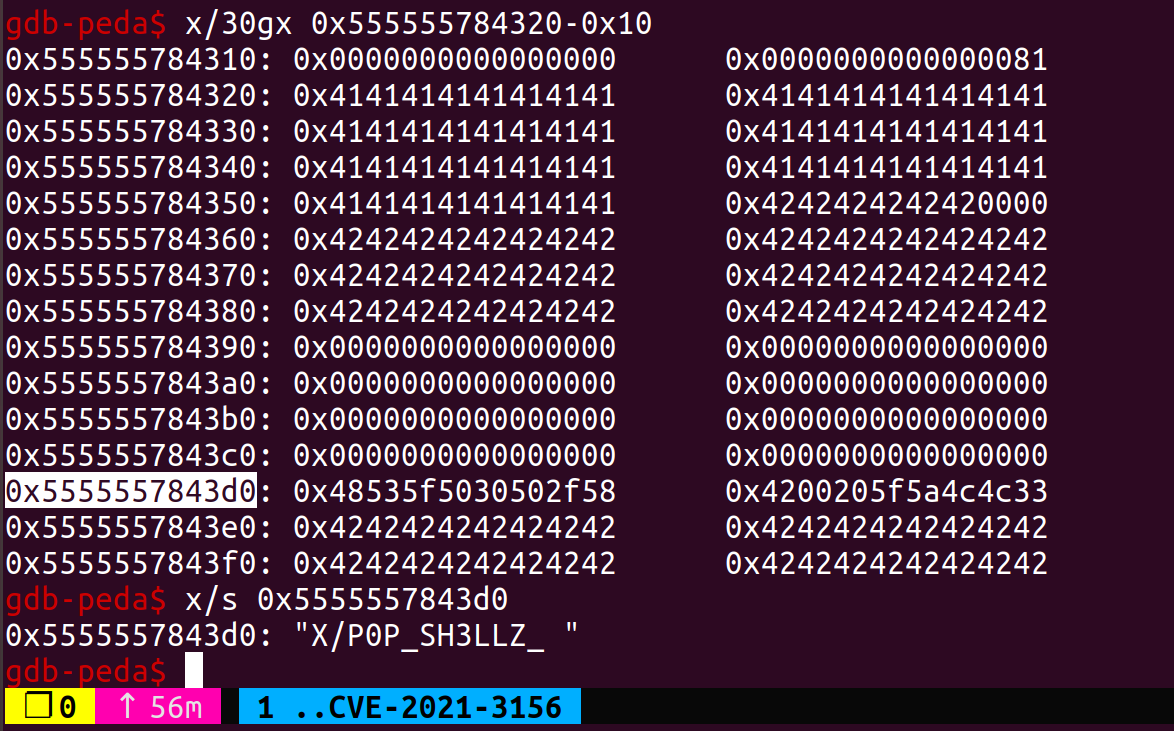 gdb-peda$ x/30gx 0x555555784320-0x10
0x555555784310: 0x0000000000000000 0x0000000000000081
0x555555784320: 0x4141414141414141 0x4141414141414141
0x555555784330: 0x4141414141414141 0x4141414141414141
0x555555784340: 0x4141414141414141 0x4141414141414141
0x555555784350: 0x4141414141414141 0x4242424242420000
0x555555784360: 0x4242424242424242 0x4242424242424242
0x555555784370: 0x4242424242424242 0x4242424242424242
0x555555784380: 0x4242424242424242 0x4242424242424242
0x555555784390: 0x0000000000000000 0x0000000000000000
0x5555557843a0: 0x0000000000000000 0x0000000000000000
0x5555557843b0: 0x0000000000000000 0x0000000000000000
0x5555557843c0: 0x0000000000000000 0x0000000000000000
0x5555557843d0: 0x48535f5030502f58 0x4200205f5a4c4c33
0x5555557843e0: 0x4242424242424242 0x4242424242424242
0x5555557843f0: 0x4242424242424242 0x4242424242424242
gdb-peda$ x/s 0x5555557843d0
0x5555557843d0: "X/P0P_SH3LLZ_ "
gdb-peda$
❐ 0 ↑ 56m 1 ..CVE-2021-3156